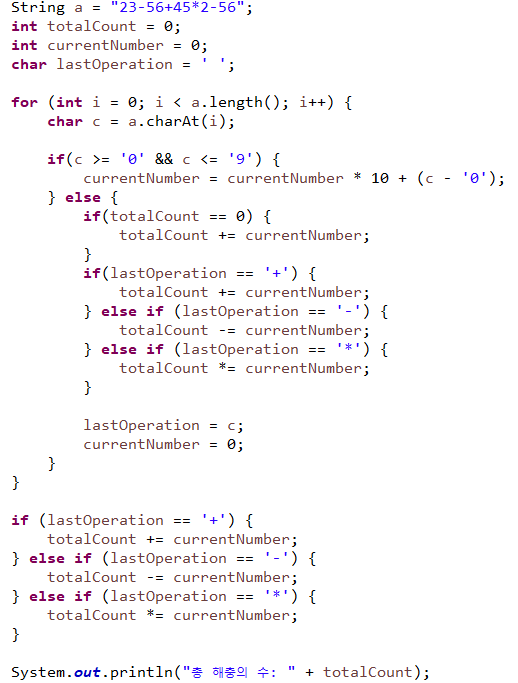 String a = "23-56+45*2-56";
int totalCount = 0;
int currentNumber = 0;
char lastOperation = ' ';
for (int i = 0; i < a.length(); i++) {
char c = a.charAt(i);
if(c >= '0' && c <= '9') {
currentNumber = currentNumber * 10 + (c - '0');
} else {
if(totalCount == 0) {
totalCount += currentNumber;
}
if(lastOperation == '+') {
totalCount += currentNumber;
} else if (lastOperation == '-') {
totalCount -= currentNumber;
} else if (lastOperation == '*') {
totalCount *= currentNumber;
}
lastOperation = c;
currentNumber = 0;
}
}
if (lastOperation == '+') {
totalCount += currentNumber;
} else if (lastOperation == '-') {
totalCount -= currentNumber;
} else if (lastOperation == '*') {
totalCount *= currentNumber;
}
System.out.println("총 해충의 수: " + totalCount);